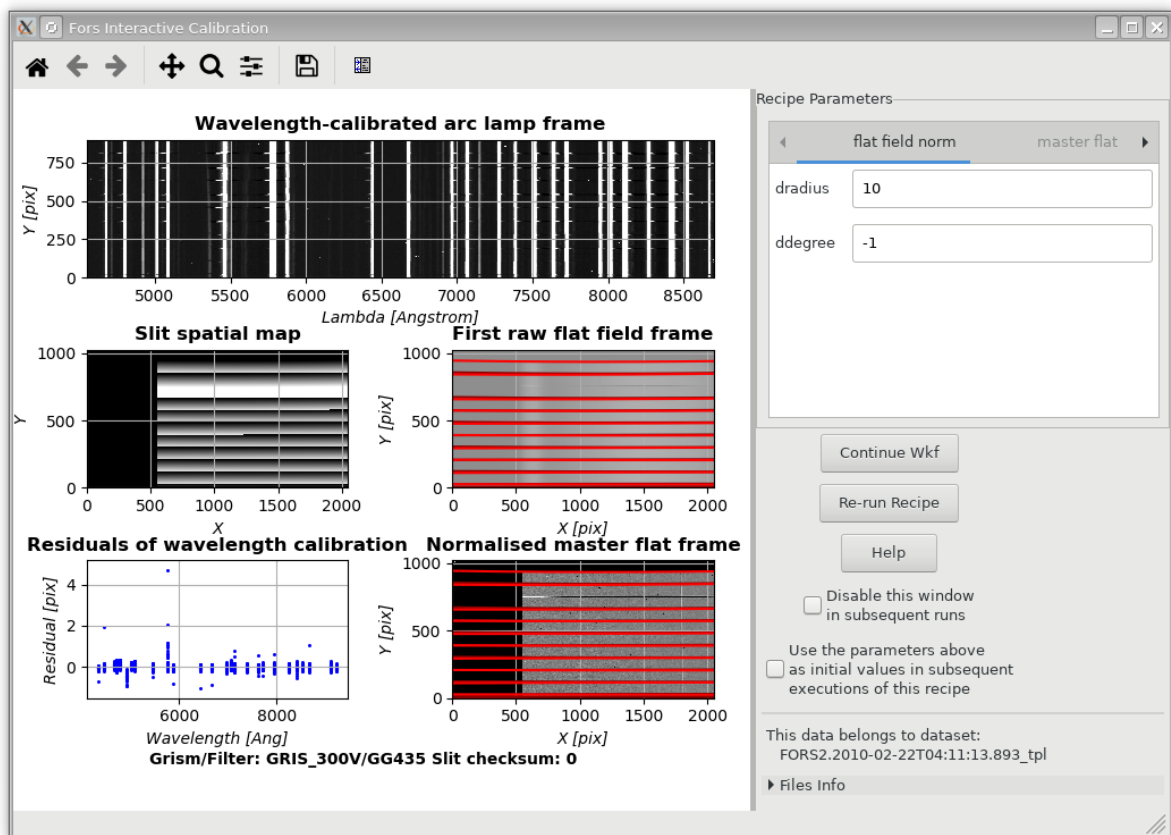 Fors Interactive Calibration
Recipe Parameters
flat field norm
master flat
dradius
10
ddegree
-1
Wavelength-calibrated arc lamp frame
750
500
250
0
Y [pix]
5000 5500 6000 6500 7000 7500 8000 8500
Lambda [Angstrom]
Slit spatial map
1000
500
0
Y
0 500 1000 1500 2000
X
First raw flat field frame
1000
500
0
Y [pix]
0 500 1000 1500 2000
X [pix]
Residuals of wavelength calibration
4
2
0
Residual [pix]
6000 8000
Wavelength [Ang]
Normalised master flat frame
1000
500
0
Y [pix]
0 500 1000 1500 2000
X [pix]
Grism/Filter: GRIS_300V/GG435 Slit checksum: 0
Continue Wkf
Re-run Recipe
Help
Disable this window
in subsequent runs
Use the parameters above
as initial values in subsequent
executions of this recipe
This data belongs to dataset:
FORS2.2010-02-22T04:11:13.893_tpl
Files Info